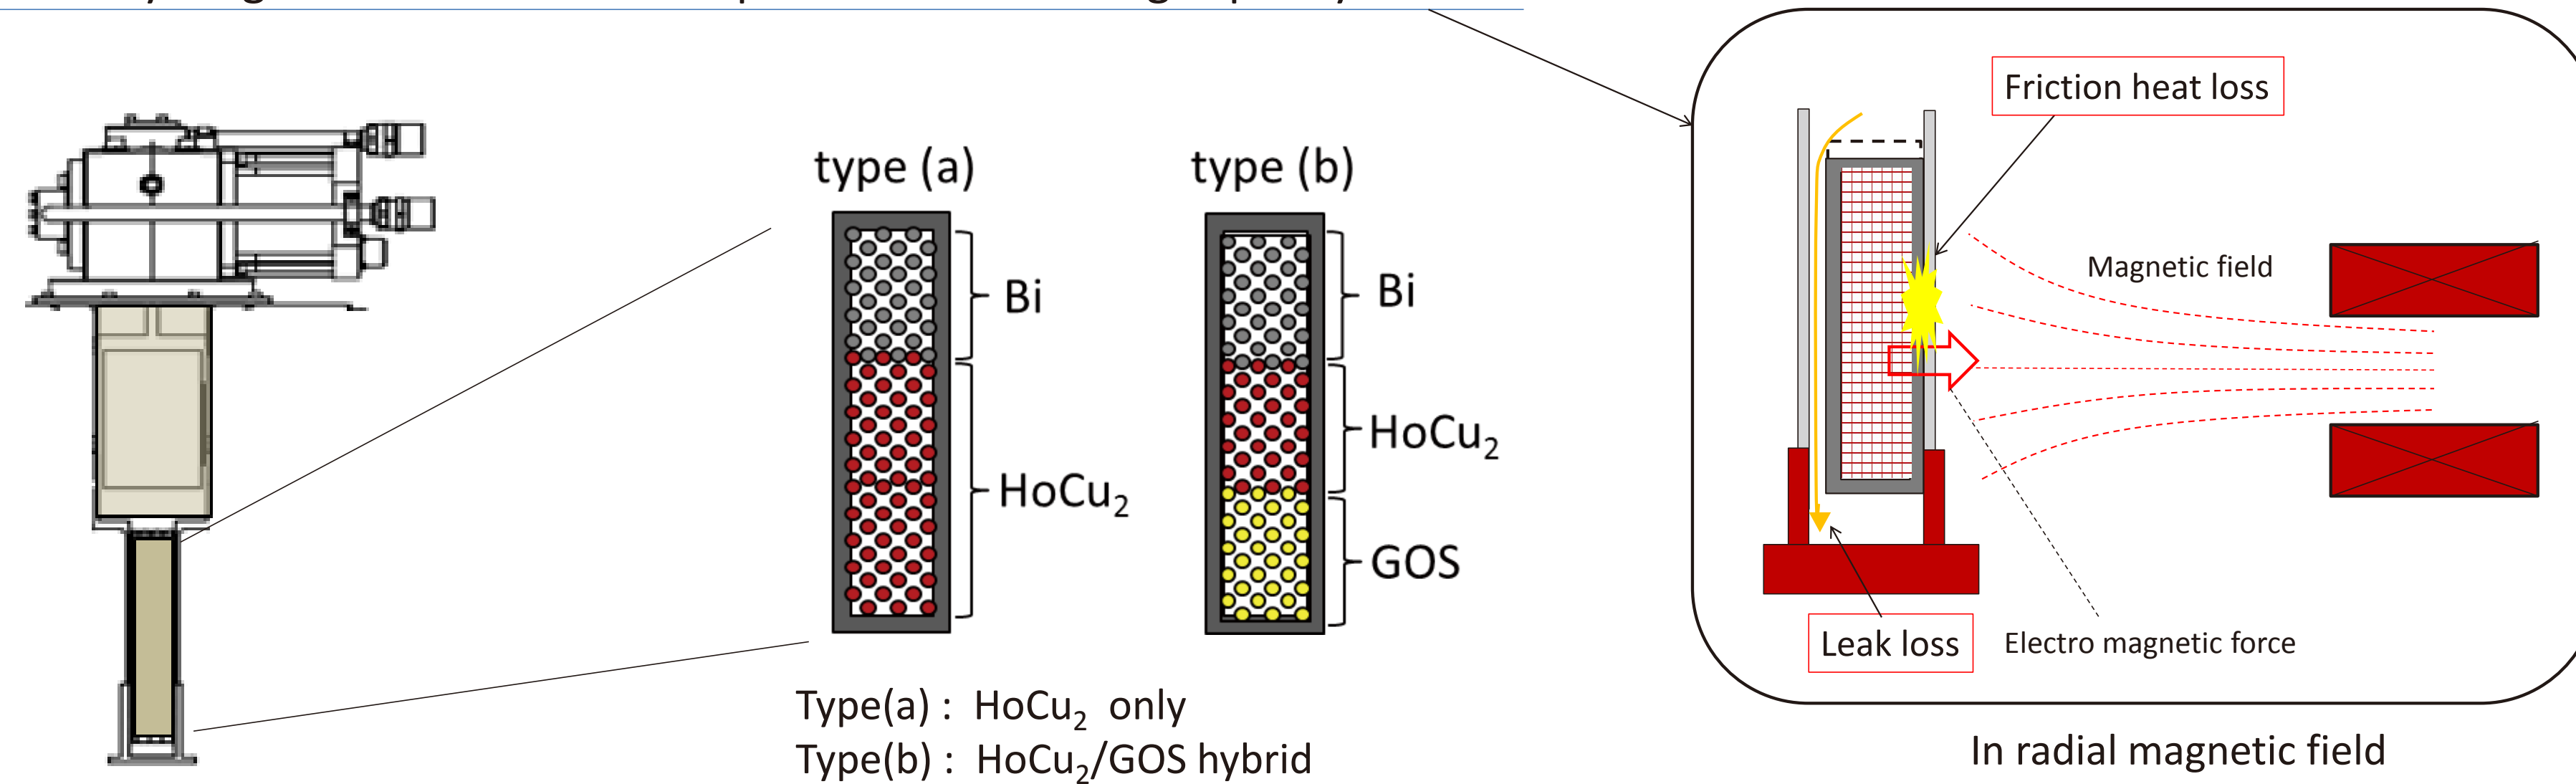 type (a)
Bi
HoCu₂
type (b)
Bi
HoCu₂
GOS
Type(a) : HoCu₂ only
Type(b) : HoCu₂/GOS hybrid
Friction heat loss
Magnetic field
Leak loss
Electro magnetic force
In radial magnetic field